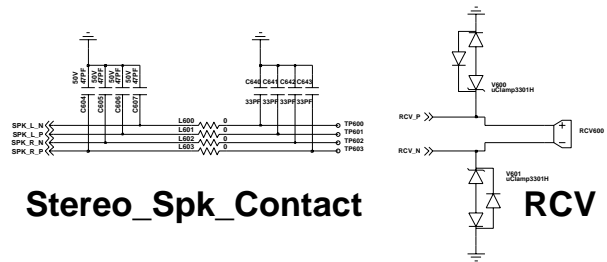 50V
47PF
50V
47PF
50V
47PF
50V
47PF
C604
C605
C606
C607
C640
C641
C642
C643
33PF
33PF
33PF
33PF
SPK_L_N
L600
0
TP600
SPK_L_P
L601
0
TP601
SPK_R_N
L602
0
TP602
SPK_R_P
L603
0
TP603
Stereo_Spk_Contact
V600
uClamp3301H
RCV_P
RCV600
RCV_N
V601
uClamp3301H
RCV